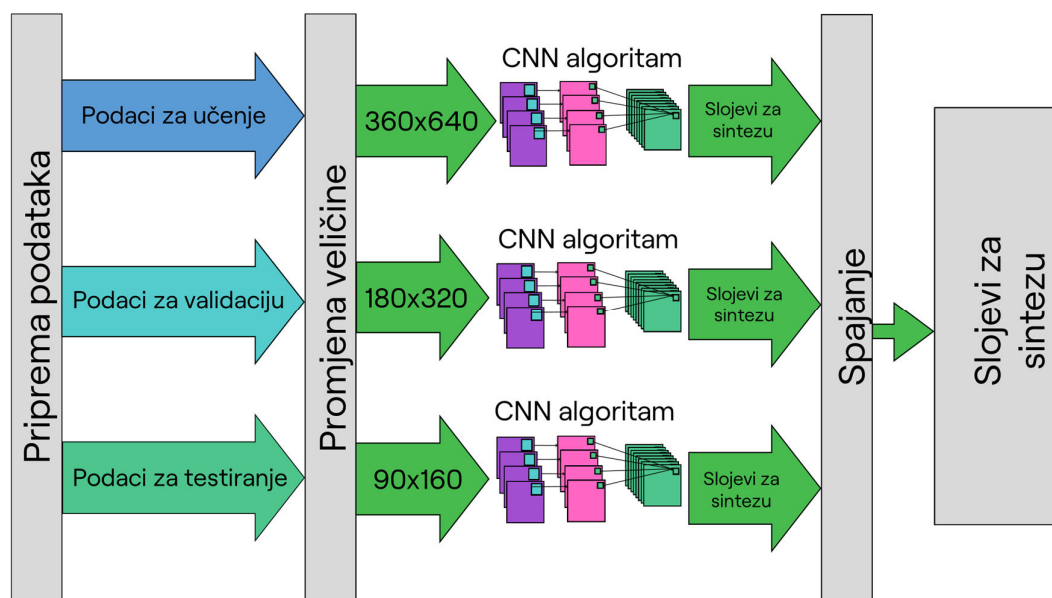 Priprema podataka
Podaci za učenje
Podaci za validaciju
Podaci za testiranje
Promjena veličine
360x640
180x320
90x160
CNN algoritam
Slojevi za
sintezu
CNN algoritam
Slojevi za
sintezu
CNN algoritam
Slojevi za
sintezu
Spajanje
Slojevi za
sintezu